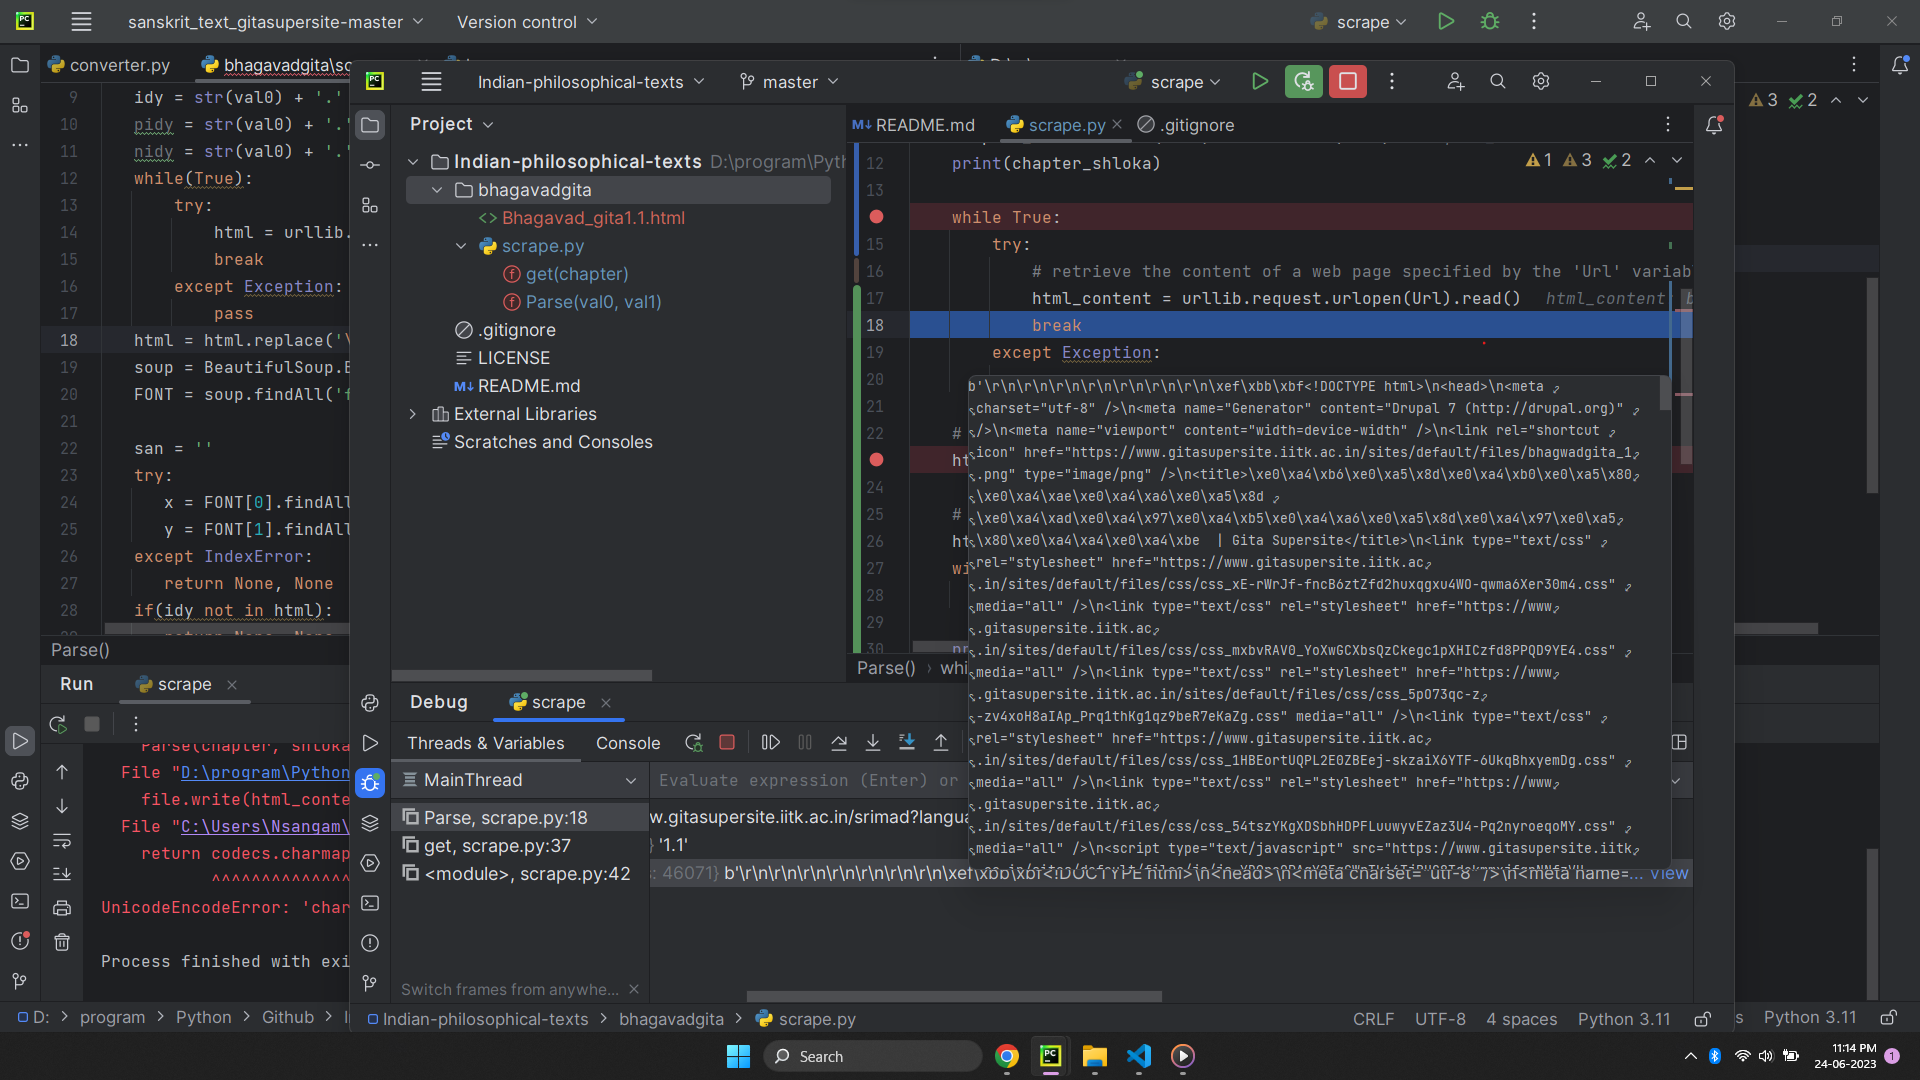 sanskrit_text_gitasupersite-master
Version control
scrape
converter.py
bhagavadgita\sc
9 idy = str(val0) + '.'
10 pidy = str(val0) + '.'
11 nidy = str(val0) + '.'
12 while(True):
13 try:
14 html = urllib.
15 break
16 except Exception:
17 pass
18 html = html.replace('\
19 soup = BeautifulSoup.B
20 FONT = soup.findAll('f
21
22 san = ''
23 try:
24 x = FONT[0].findAll
25 y = FONT[1].findAll
26 except IndexError:
27 return None, None
28 if(idy not in html):
return None, None
Parse()
Run
scrape
Parse(chapter, shloka
File "D:\program\Python
file.write(html_conte
File "C:\Users\Nsangam\
return codecs.charmap
^^^^^^^^^^^^^^
UnicodeEncodeError: 'char
Process finished with exi
D: > program > Python > Github >
3 2
Indian-philosophical-texts
master
scrape
Project
Indian-philosophical-texts D:\program\Pyth
bhagavadgita
<> Bhagavad_gita1.1.html
scrape.py
get(chapter)
Parse(val0, val1)
.gitignore
LICENSE
M↓ README.md
External Libraries
Scratches and Consoles
M↓ README.md
scrape.py
.gitignore
1 3 2
12 print(chapter_shloka)
13
while True:
15 try:
16 # retrieve the content of a web page specified by the 'Url' variab
17 html_content = urllib.request.urlopen(Url).read() html_content: b
18 break
19 except Exception:
20
21
22 #
ht
24
25 #
26 ht
27 wi
28
29
30 pr
Parse() > whi
b'\r\n\r\n\r\n\r\n\r\n\r\n\r\n\r\n\xef\xbb\xbf<!DOCTYPE html>\n<head>\n<meta
charset="utf-8" />\n<meta name="Generator" content="Drupal 7 (http://drupal.org)"
/>\n<meta name="viewport" content="width=device-width" />\n<link rel="shortcut
icon" href="https://www.gitasupersite.iitk.ac.in/sites/default/files/bhagwadgita_1
.png" type="image/png" />\n<title>\xe0\xa4\xb6\xe0\xa5\x8d\xe0\xa4\xb0\xe0\xa5\x80
\xe0\xa4\xae\xe0\xa4\xa6\xe0\xa5\x8d
\xe0\xa4\xad\xe0\xa4\x97\xe0\xa4\xb5\xe0\xa4\xa6\xe0\xa5\x8d\xe0\xa4\x97\xe0\xa5
\x80\xe0\xa4\xa4\xe0\xa4\xbe | Gita Supersite</title>\n<link type="text/css"
rel="stylesheet" href="https://www.gitasupersite.iitk.ac
.in/sites/default/files/css/css_xE-rWrJf-fncB6ztZfd2huxqgxu4WO-qwma6Xer30m4.css"
media="all" />\n<link type="text/css" rel="stylesheet" href="https://www
.gitasupersite.iitk.ac
.in/sites/default/files/css/css_mxbvRAV0_YoXwGCXbsQzCkegc1pXHICzfd8PPQD9YE4.css"
media="all" />\n<link type="text/css" rel="stylesheet" href="https://www
.gitasupersite.iitk.ac.in/sites/default/files/css/css_5pO73qc-z
-zv4xoH8aIAp_Prq1thKg1qz9beR7eKaZg.css" media="all" />\n<link type="text/css"
rel="stylesheet" href="https://www.gitasupersite.iitk.ac
.in/sites/default/files/css/css_1HBEortUQPL2E0ZBEej-skzaiX6YTF-6UkqBhxyemDg.css"
media="all" />\n<link type="text/css" rel="stylesheet" href="https://www
.gitasupersite.iitk.ac
.in/sites/default/files/css/css_54tszYKgXDSbhHDPFLuuwyvEZaz3U4-Pq2nyroeqoMY.css"
media="all" />\n<script type="text/javascript" src="https://www.gitasupersite.iitk
Debug
scrape
Threads & Variables
Console
MainThread
Evaluate expression (Enter) or
Parse, scrape.py:18
get, scrape.py:37
<module>, scrape.py:42
w.gitasupersite.iitk.ac.in/srimad?langua
'1.1'
46071} b'\r\n\r\n\r\n\r\n\r\n\r\n\r\n\r\n\xef\xbb\xbf<!DOCTYPE html>\n<head>\n<meta charset="utf-8" />\n<meta name=... View
Switch frames from anywhe...
Indian-philosophical-texts > bhagavadgita > scrape.py
CRLF UTF-8 4 spaces Python 3.11
s Python 3.11
Search
11:14 PM
24-06-2023
1